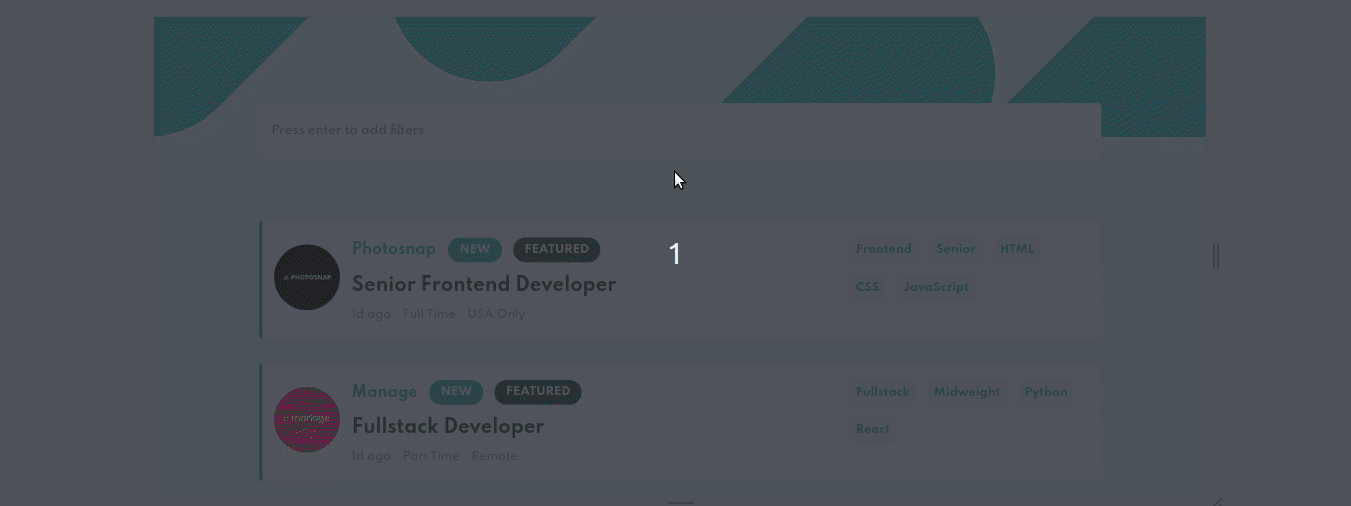 Press enter to add filters
1
Photosnap NEW FEATURED
Senior Frontend Developer
1d ago Full Time USA Only
PHOTOSNAP
Frontend Senior HTML
CSS JavaScript
Manage NEW FEATURED
Fullstack Developer
1d ago Part Time Remote
manage
Fullstack Midweight Python
React